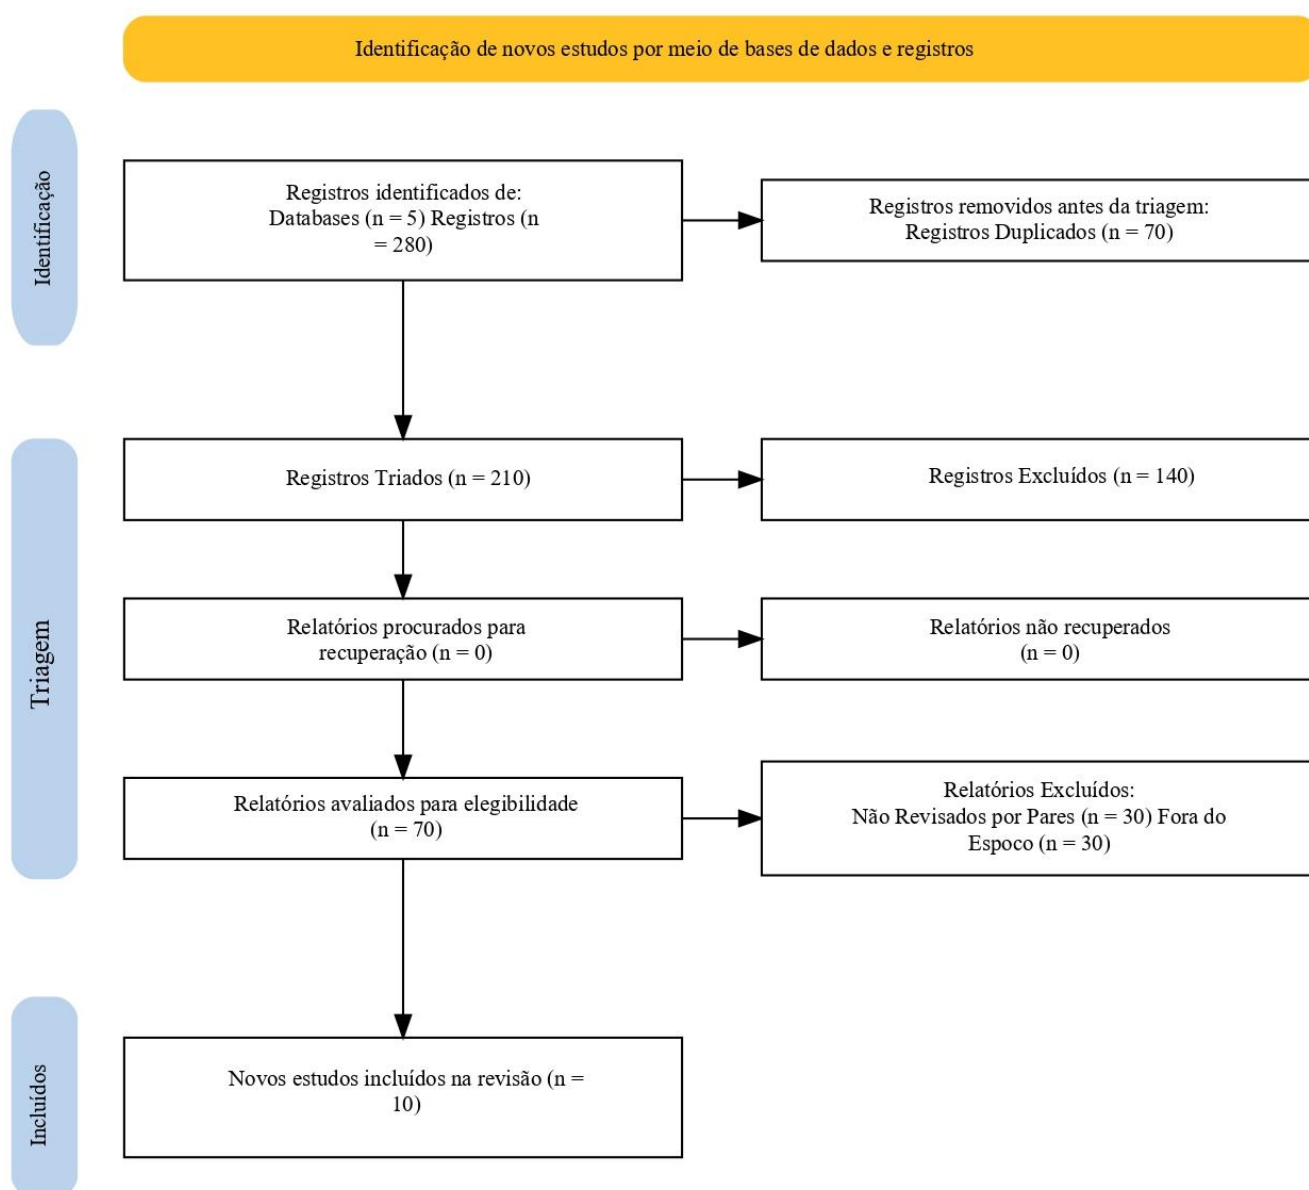 Identificação de novos estudos por meio de bases de dados e registros
Identificação
Registros identificados de:
Databases (n = 5) Registros (n
= 280)
Registros removidos antes da triagem:
Registros Duplicados (n = 70)
Triagem
Registros Triados (n = 210)
Registros Excluídos (n = 140)
Relatórios procurados para
recuperação (n = 0)
Relatórios não recuperados
(n = 0)
Relatórios avaliados para elegibilidade
(n = 70)
Relatórios Excluídos:
Não Revisados por Pares (n = 30) Fora do
Espoco (n = 30)
Incluídos
Novos estudos incluídos na revisão (n =
10)